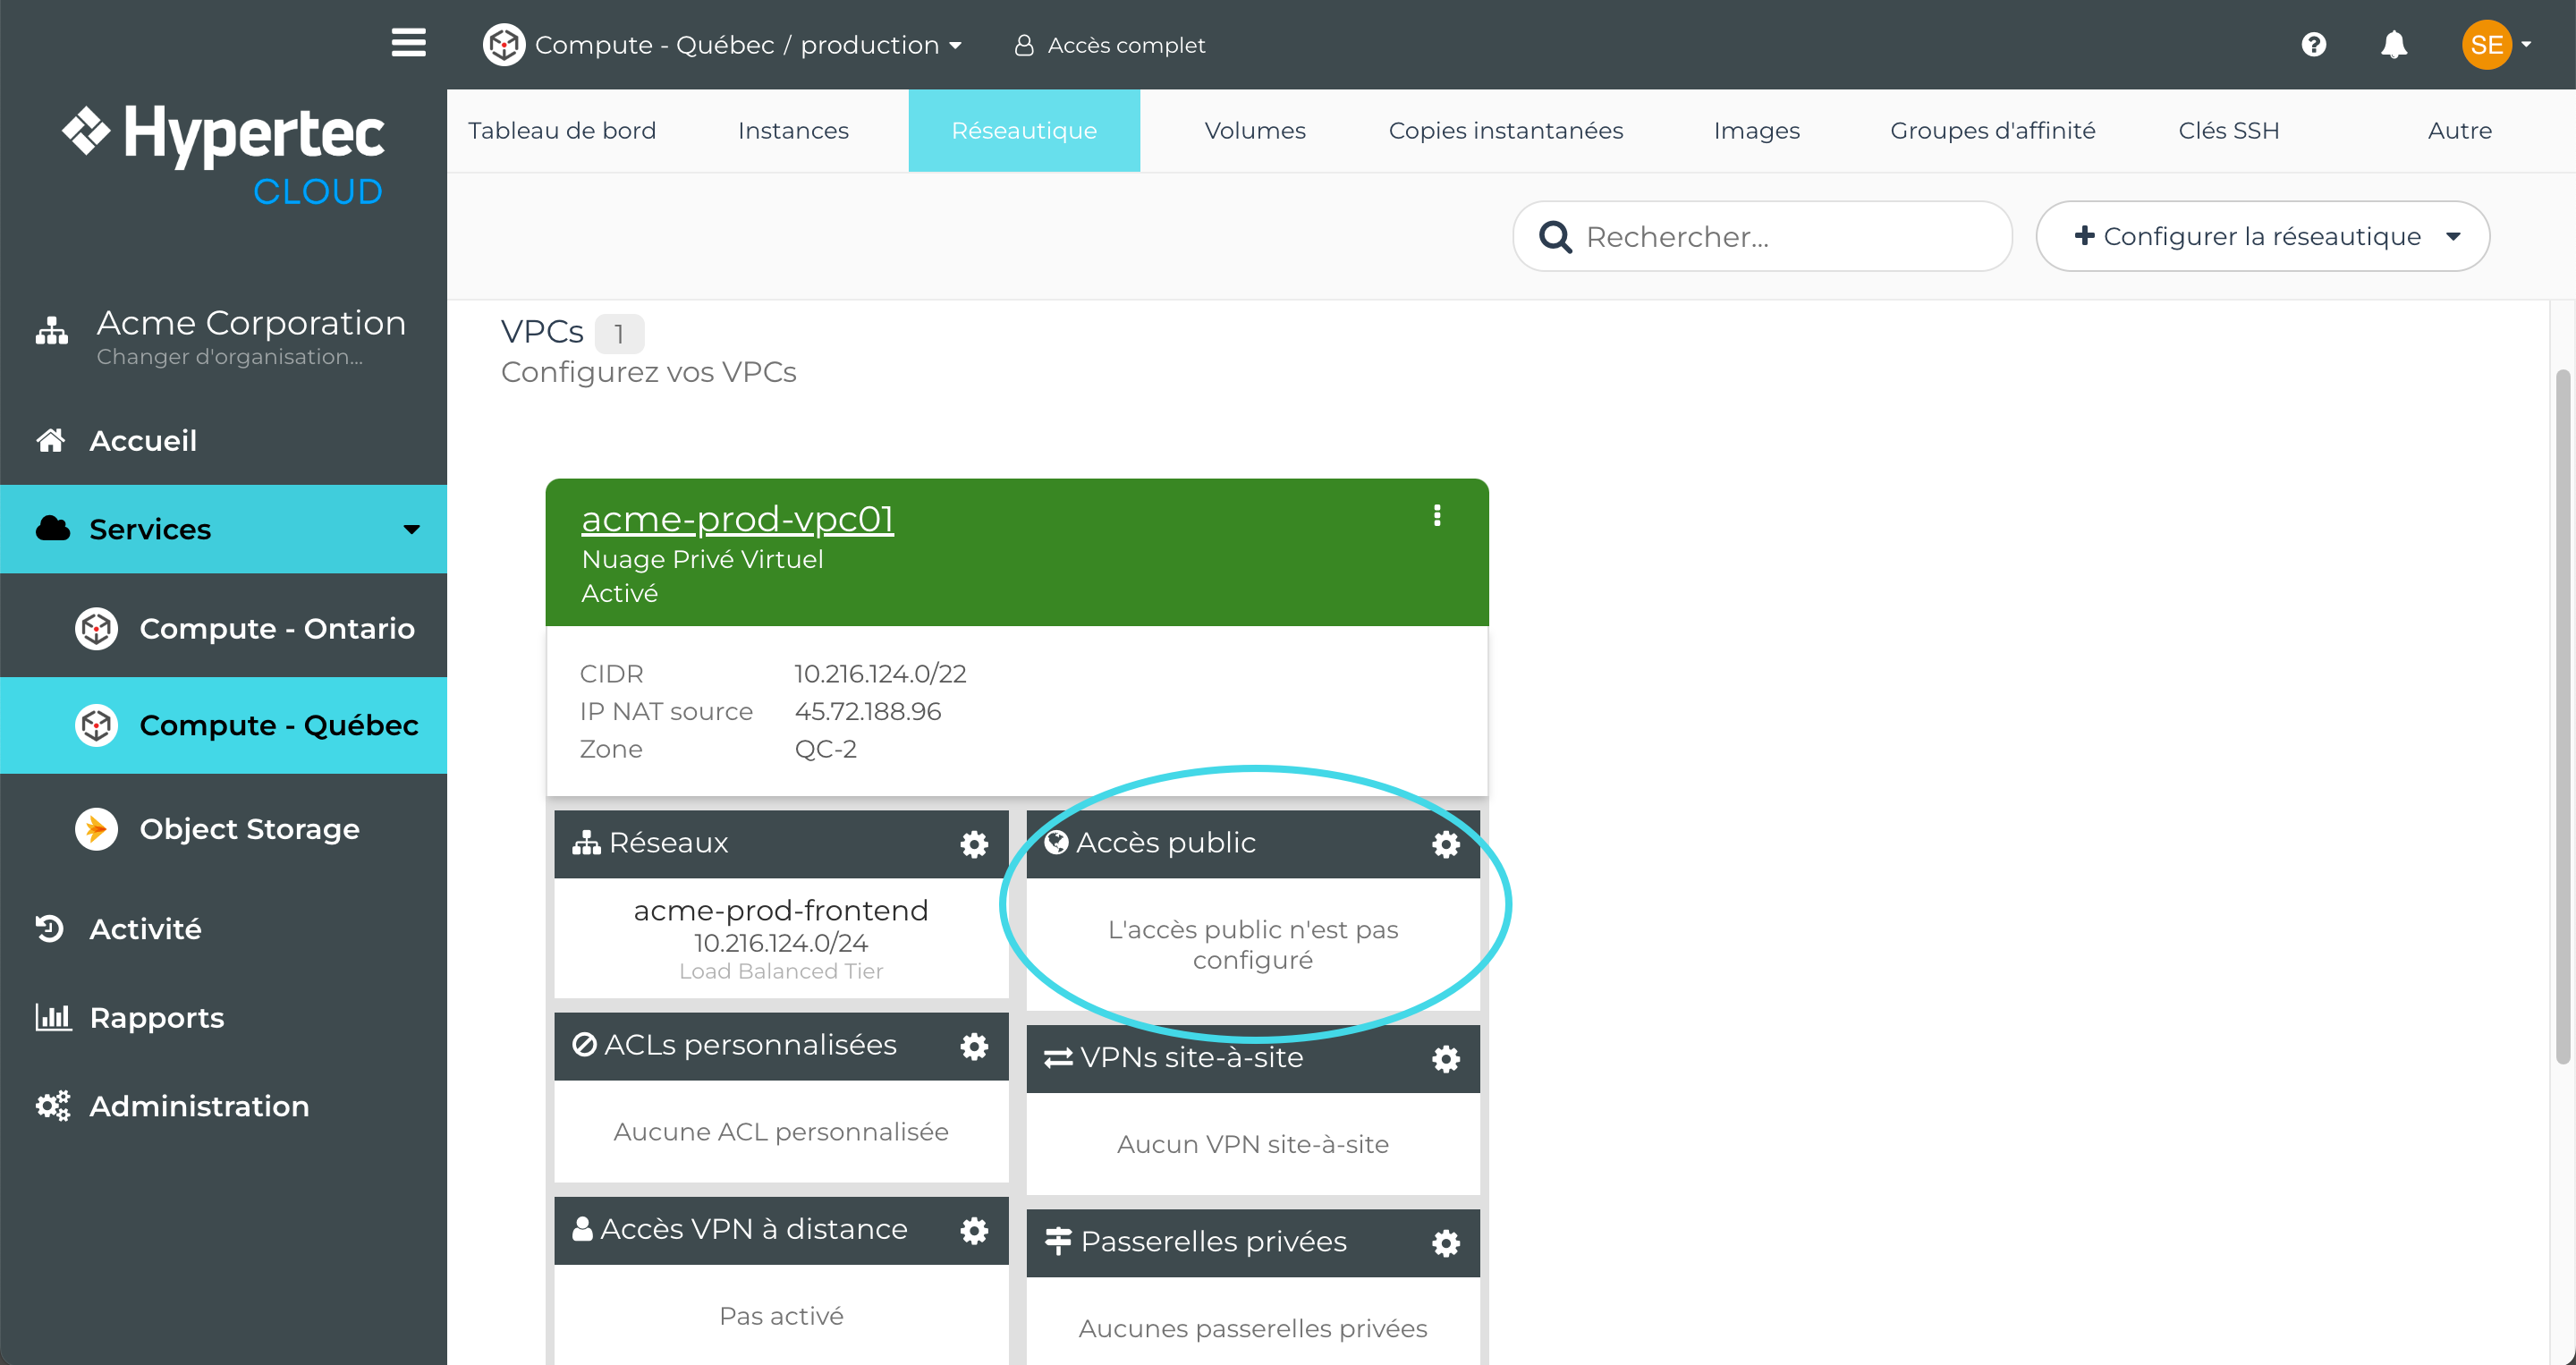 Compute - Québec / production
Accès complet
SE
Hypertec
CLOUD
Acme Corporation
Changer d'organisation...
Accueil
Services
Compute - Ontario
Compute - Québec
Object Storage
Activité
Rapports
Administration
Tableau de bord
Instances
Réseautique
Volumes
Copies instantanées
Images
Groupes d'affinité
Clés SSH
Autre
Rechercher...
Configurer la réseautique
VPCs 1
Configurez vos VPCs
acme-prod-vpc01
Nuage Privé Virtuel
Activé
CIDR 10.216.124.0/22
IP NAT source 45.72.188.96
Zone QC-2
Réseaux
acme-prod-frontend
10.216.124.0/24
Load Balanced Tier
Accès public
L'accès public n'est pas
configuré
ACLs personnalisées
Aucune ACL personnalisée
VPNs site-à-site
Aucun VPN site-à-site
Accès VPN à distance
Pas activé
Passerelles privées
Aucunes passerelles privées